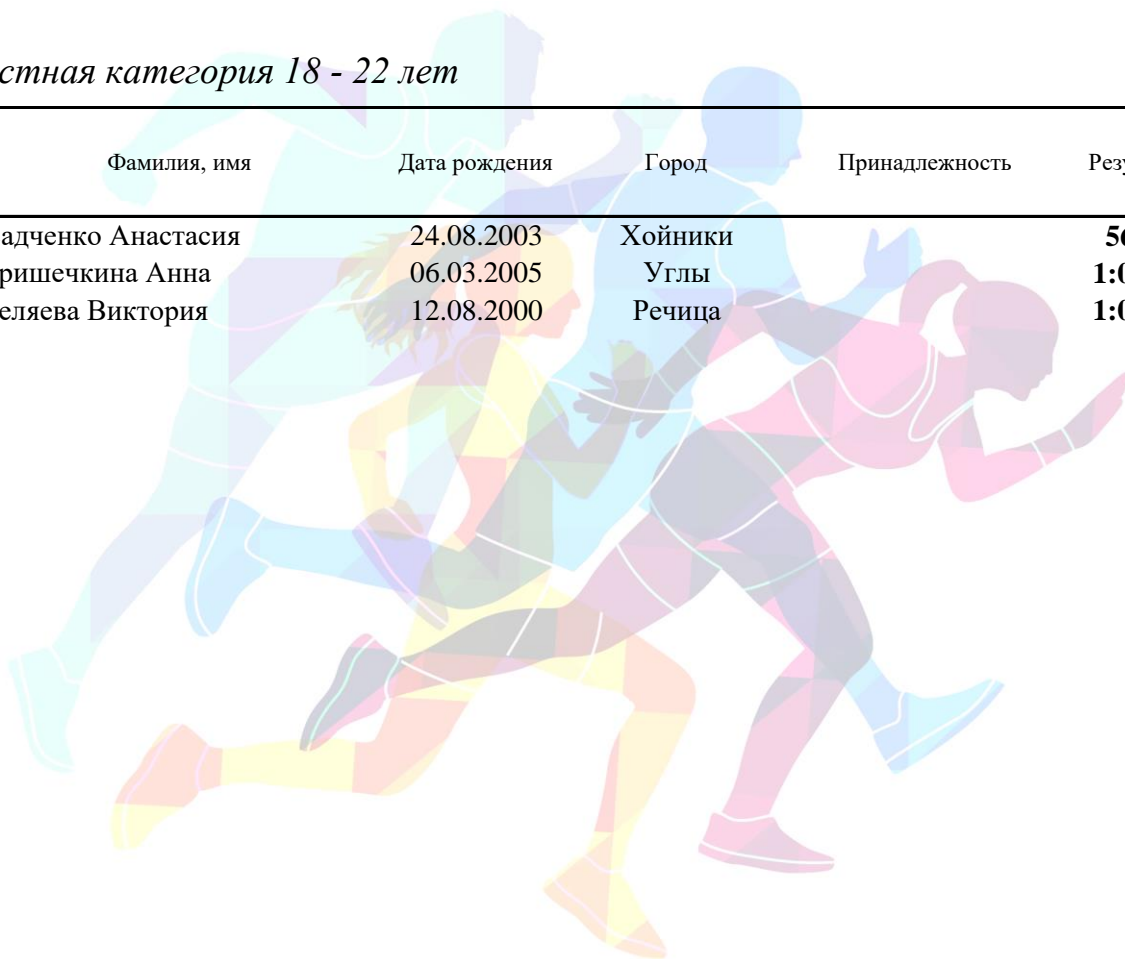 стная категория 18 - 22 лет
Фамилия, имя Дата рождения Город Принадлежность Резу
адченко Анастасия 24.08.2003 Хойники 56
ришечкина Анна 06.03.2005 Углы 1:0
еляева Виктория 12.08.2000 Речица 1:0